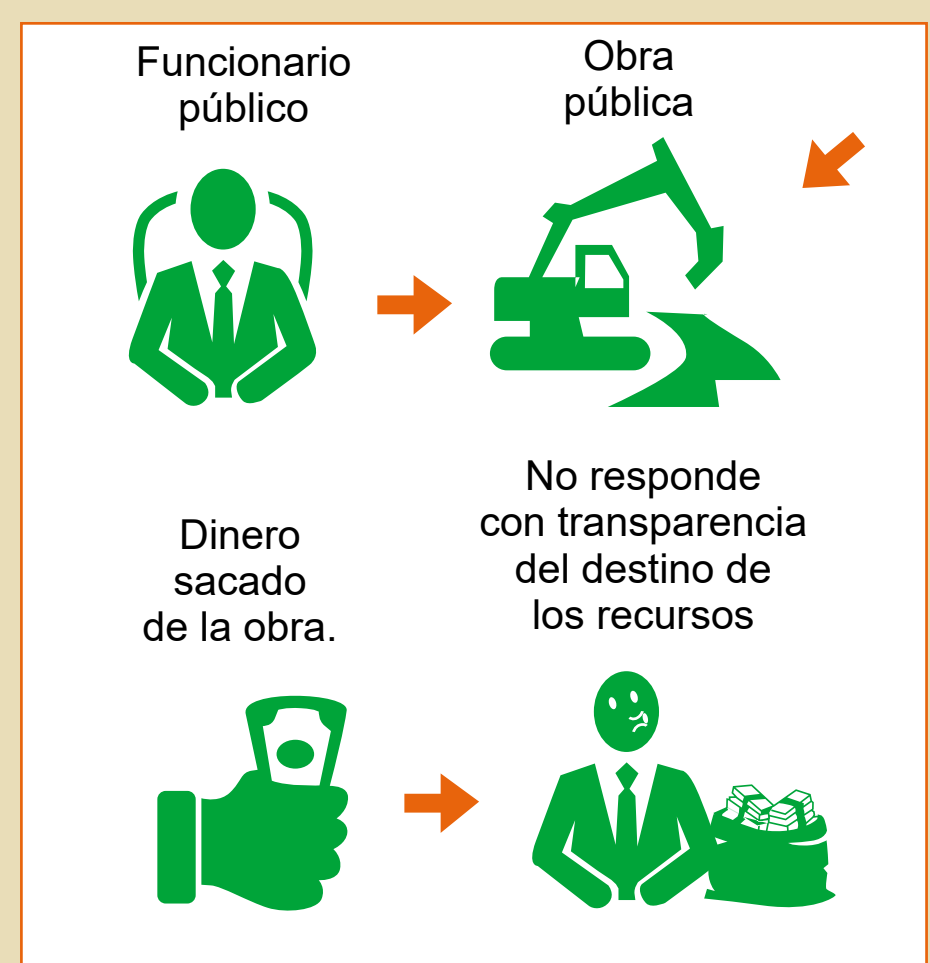 Funcionario
público
Obra
pública
Dinero
sacado
de la obra.
No responde
con transparencia
del destino de
los recursos